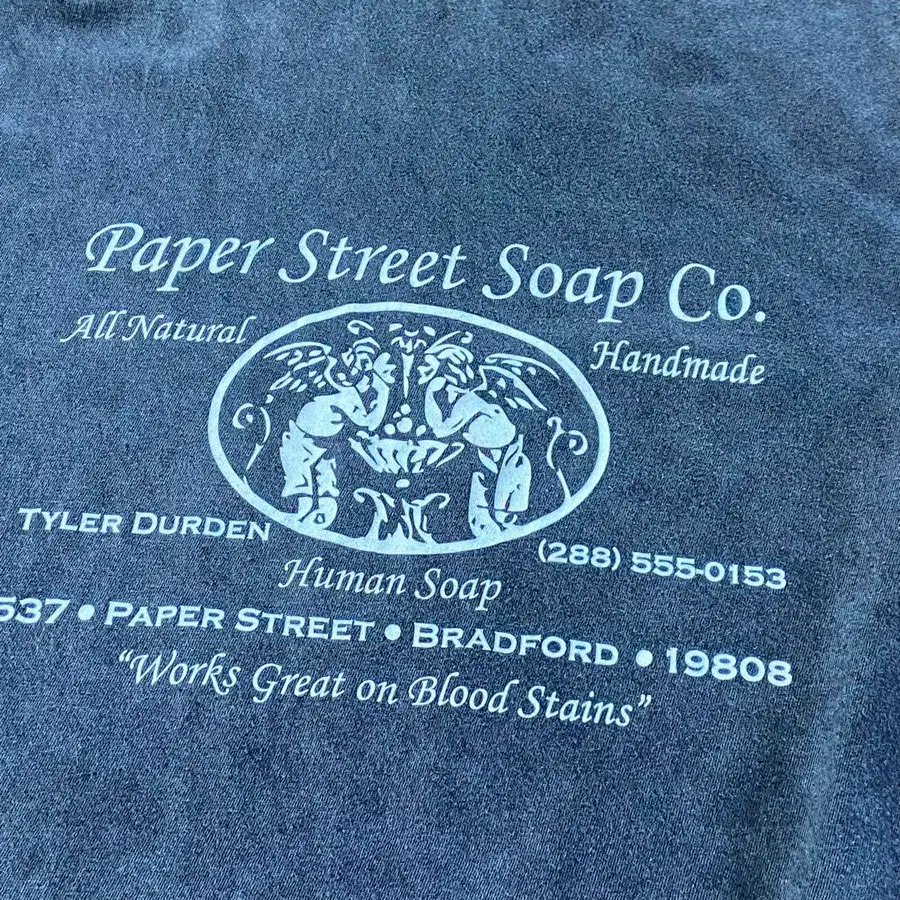 Paper Street Soap Co.
All Natural
Handmade
TYLER DURDEN
(288) 555-0153
Human Soap
537 • PAPER STREET • BRADFORD • 19808
“Works Great on Blood Stains”